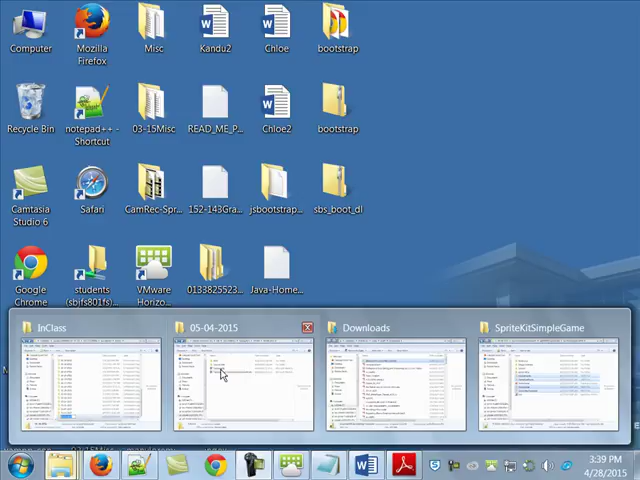 Computer
Mozilla
Firefox
Misc
Kandu2
Chloe
bootstrap
Recycle Bin
notepad++ -
Shortcut
03-15Misc
READ_ME_P...
Chloe2
bootstrap
Camtasia
Studio 6
Safari
CamRec-Spr...
152-143Gra...
jsbootstrap...
sbs_boot_dl
Google
Chrome
students
(sbjfs801fs)...
VMware
Horizo...
0133825523...
Java-Home...
InClass
05-04-2015
Downloads
SpriteKitSimpleGame
3:39 PM
4/28/2015